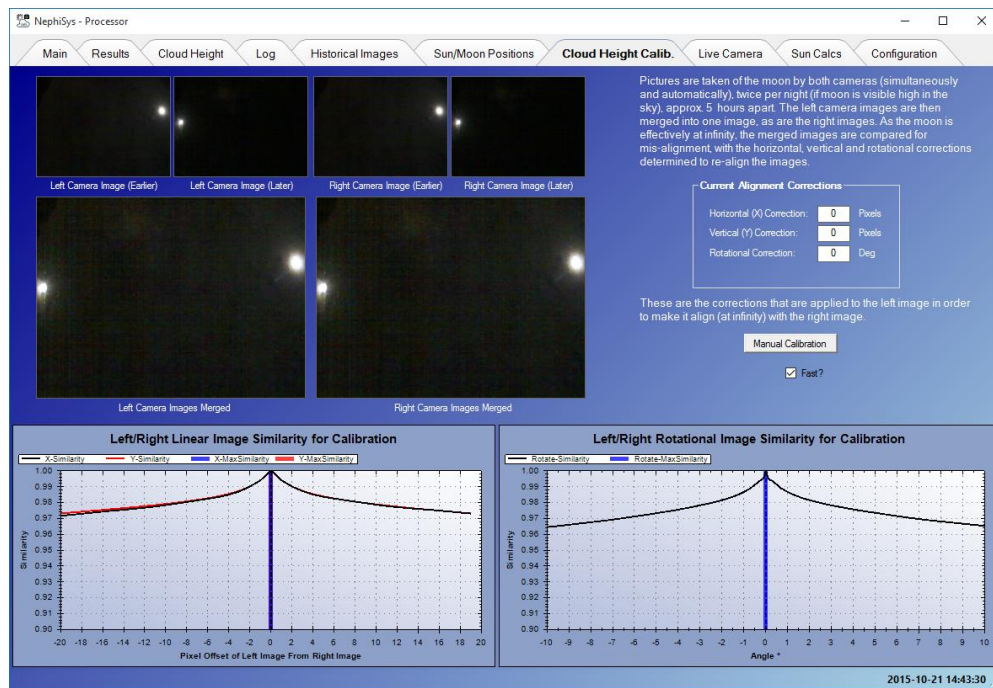 NephiSys - Processor
Main Results Cloud Height Log Historical Images Sun/Moon Positions Cloud Height Calib. Live Camera Sun Calcs Configuration
Left Camera Image (Earlier) Left Camera Image (Later) Right Camera Image (Earlier) Right Camera Image (Later)
Left Camera Images Merged Right Camera Images Merged
Pictures are taken of the moon by both cameras (simultaneously
and automatically), twice per night (if moon is visible high in the
sky), approx. 5 hours apart. The left camera images are then
merged into one image, as are the right images. As the moon is
effectively at infinity, the merged images are compared for
mis-alignment, with the horizontal, vertical and rotational corrections
determined to re-align the images.
Current Alignment Corrections
Horizontal (X) Correction: 0 Pixels
Vertical (Y) Correction: 0 Pixels
Rotational Correction: 0 Deg
These are the corrections that are applied to the left image in order
to make it align (at infinity) with the right image.
Manual Calibration
Fast?
Left/Right Linear Image Similarity for Calibration
X-Similarity Y-Similarity X-MaxSimilarity Y-MaxSimilarity
Similarity
1.00
0.99
0.98
0.97
0.96
0.95
0.94
0.93
0.92
0.91
0.90
-20 -18 -16 -14 -12 -10 -8 -6 -4 -2 0 2 4 6 8 10 12 14 16 18 20
Pixel Offset of Left Image From Right Image
Left/Right Rotational Image Similarity for Calibration
Rotate-Similarity Rotate-MaxSimilarity
Similarity
1.00
0.99
0.98
0.97
0.96
0.95
0.94
0.93
0.92
0.91
0.90
-10 -9 -8 -7 -6 -5 -4 -3 -2 -1 0 1 2 3 4 5 6 7 8 9 10
Angle °
2015-10-21 14:43:30